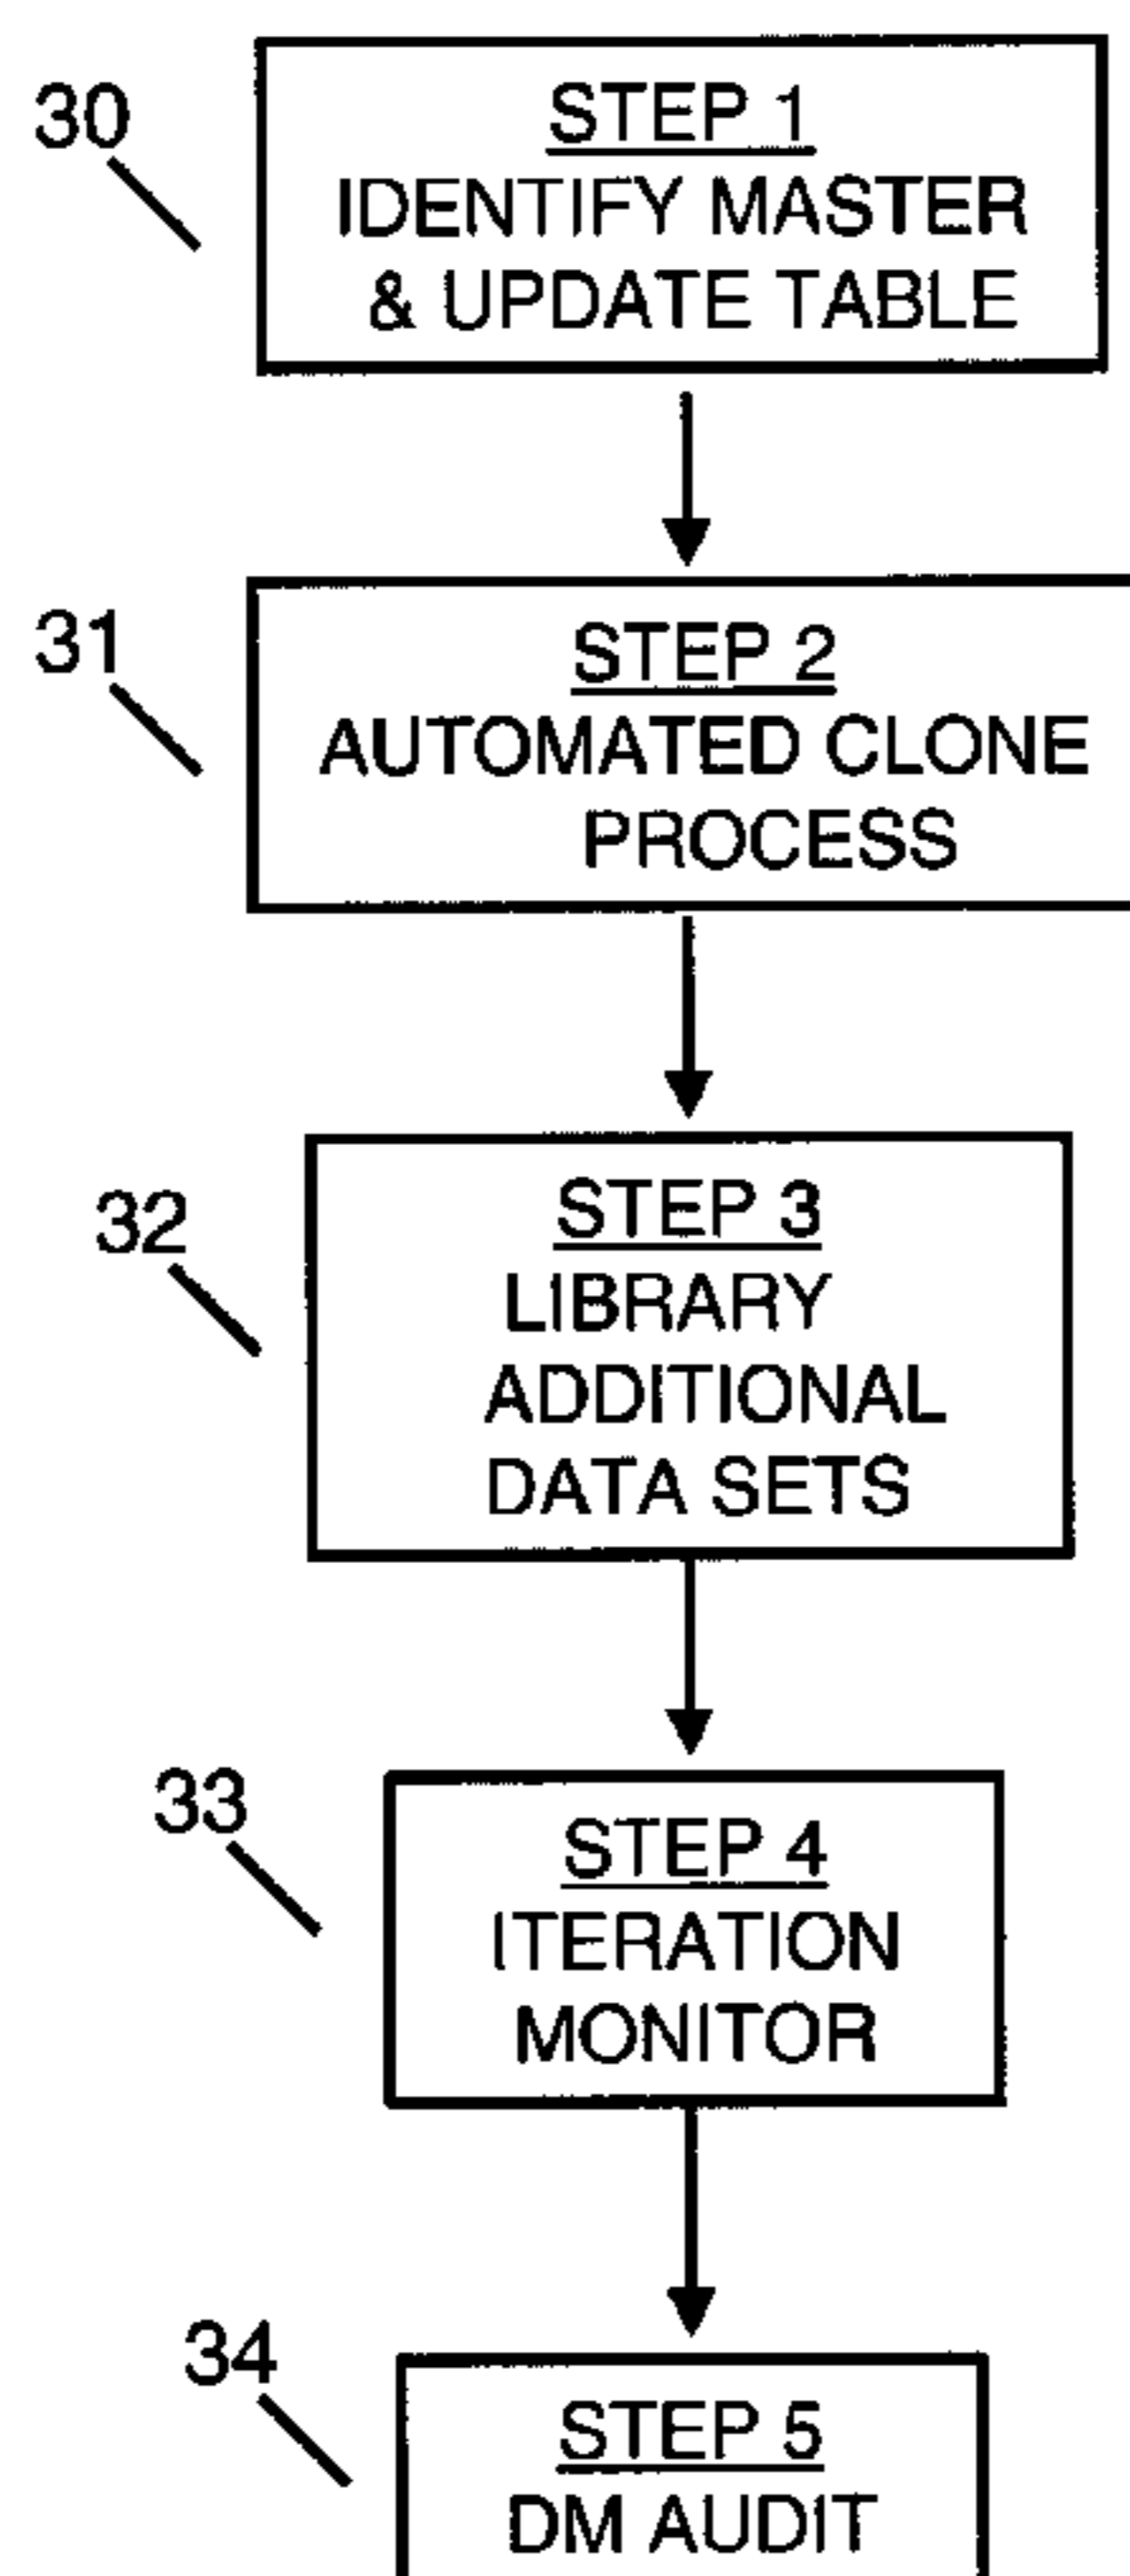 30
STEP 1
IDENTIFY MASTER
& UPDATE TABLE
31
STEP 2
AUTOMATED CLONE
PROCESS
32
STEP 3
LIBRARY
ADDITIONAL
DATA SETS
33
STEP 4
ITERATION
MONITOR
34
STEP 5
DM AUDIT